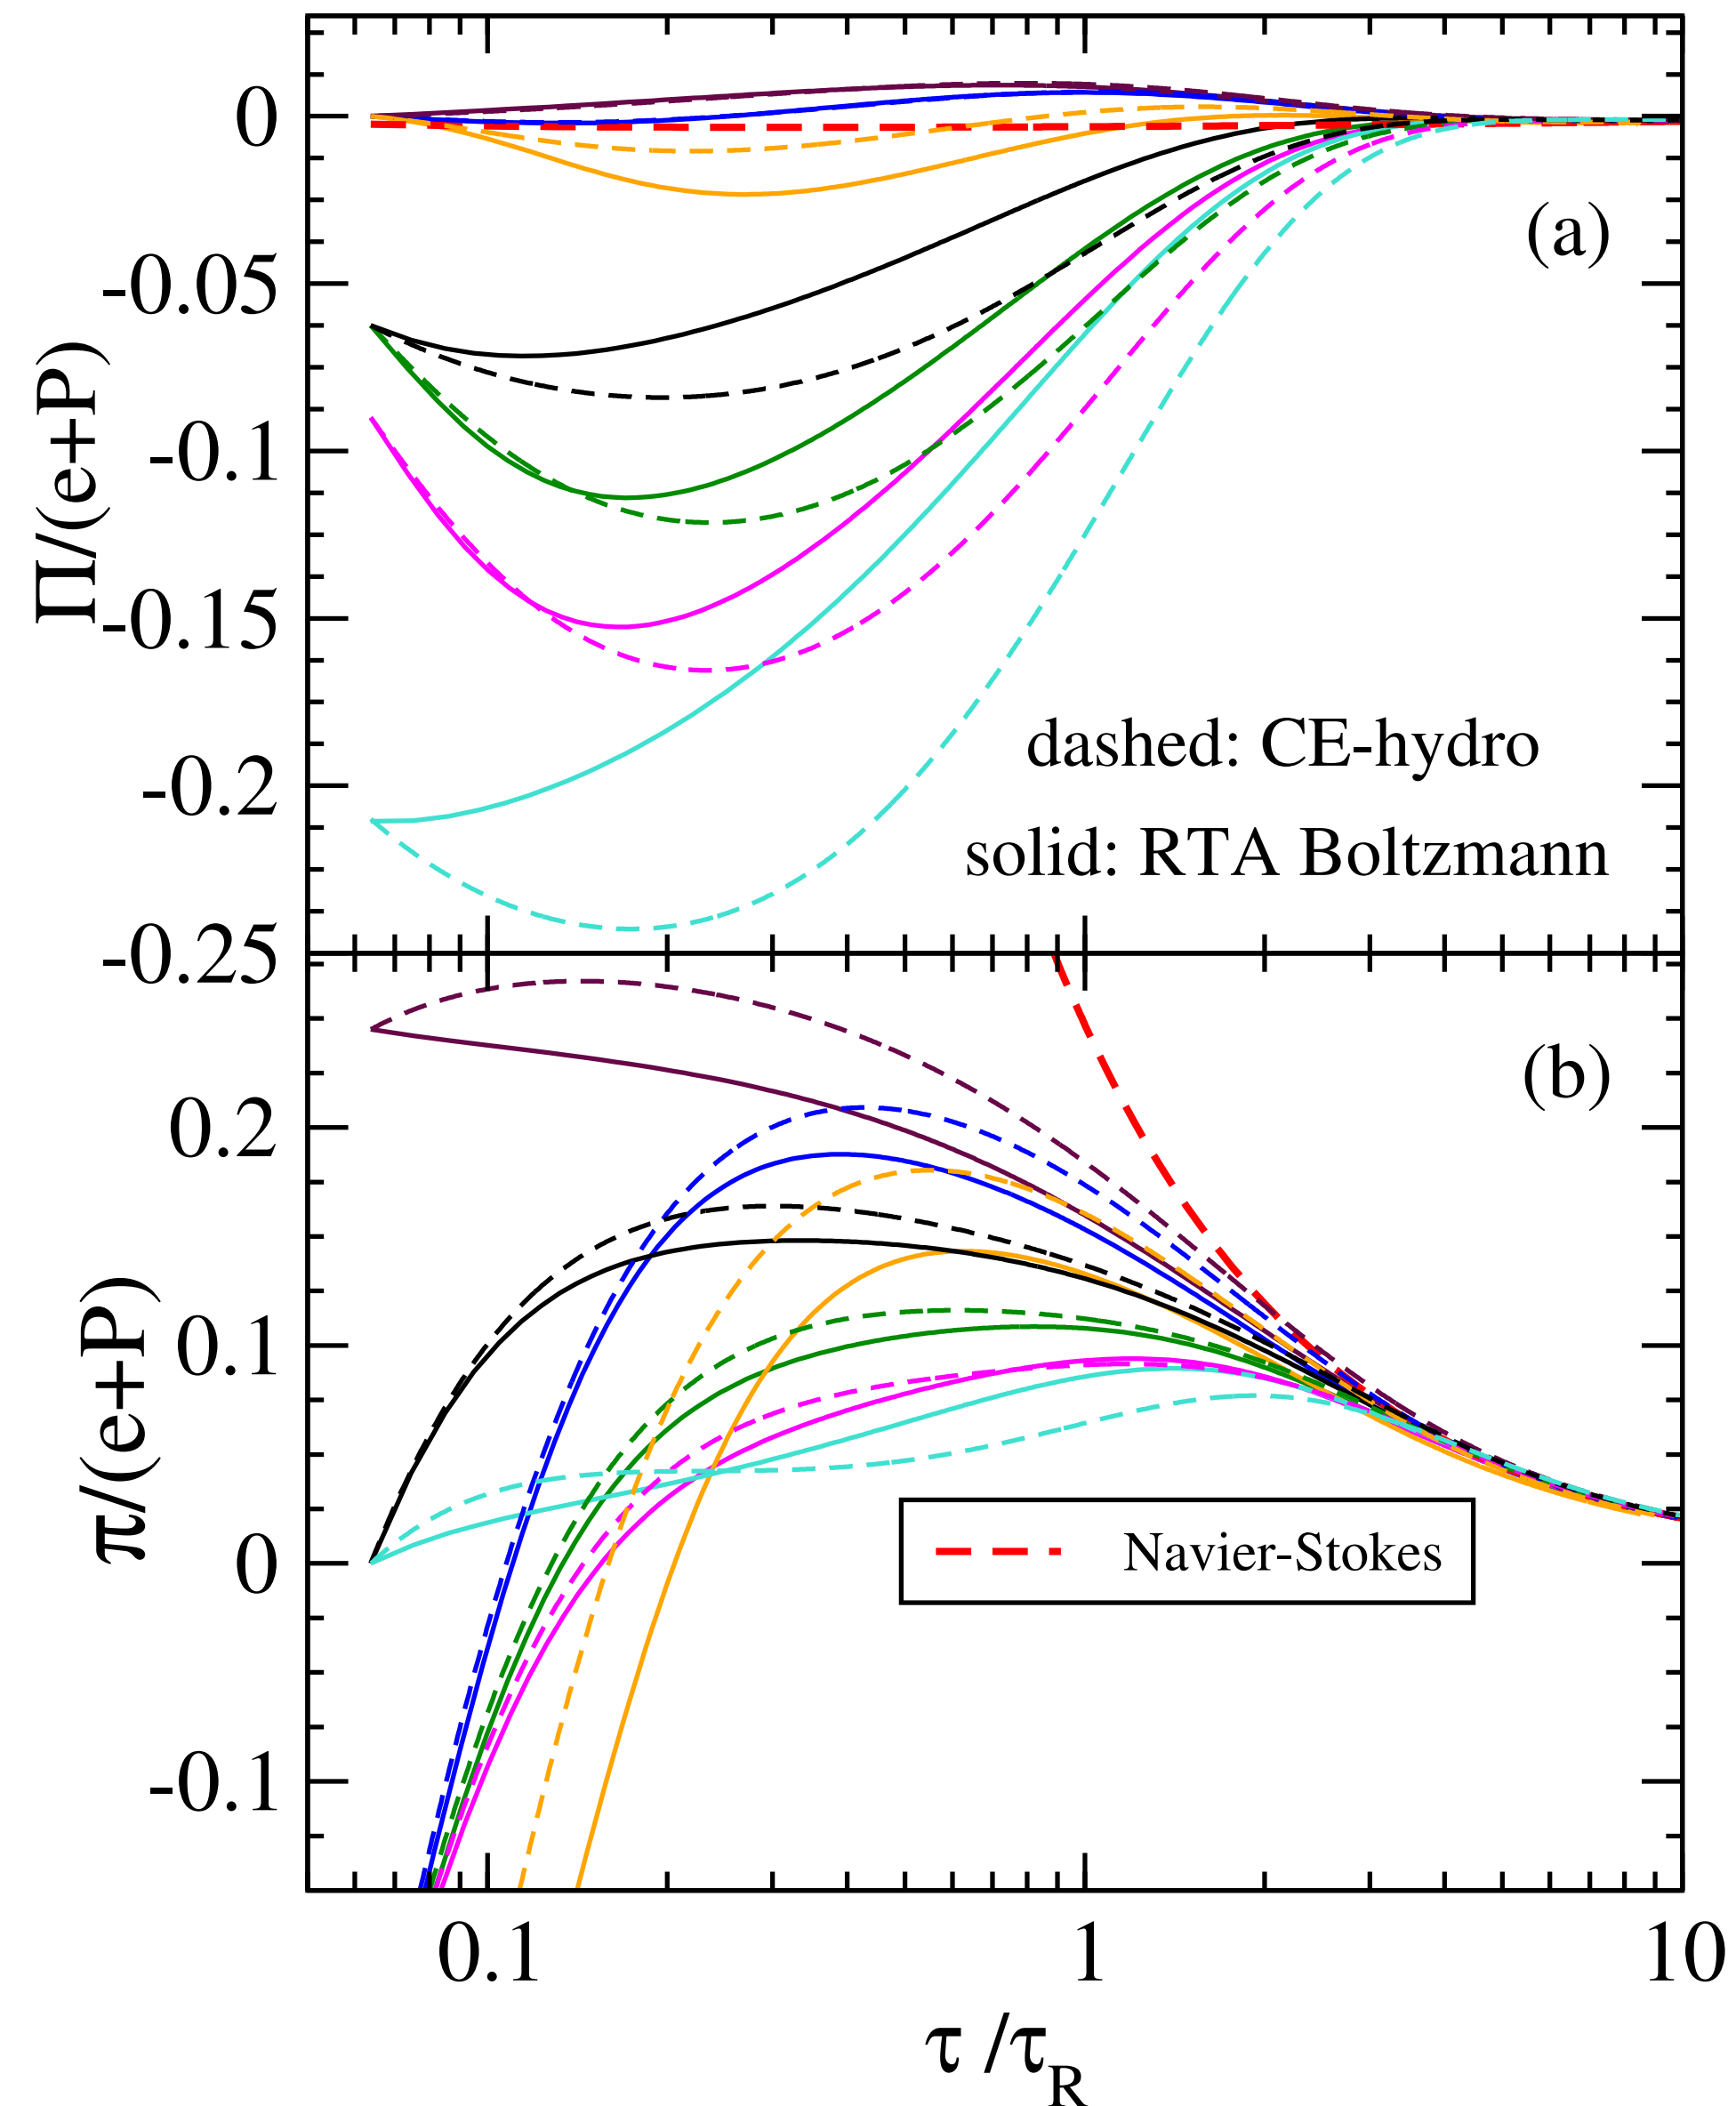 0
(a)
-0.05
Π/(e+P)
-0.1
-0.15
dashed: CE-hydro
-0.2
solid: RTA Boltzmann
-0.25
(b)
0.2
π/(e+P)
0.1
Navier-Stokes
0
-0.1
0.1 1 10
τ/τR